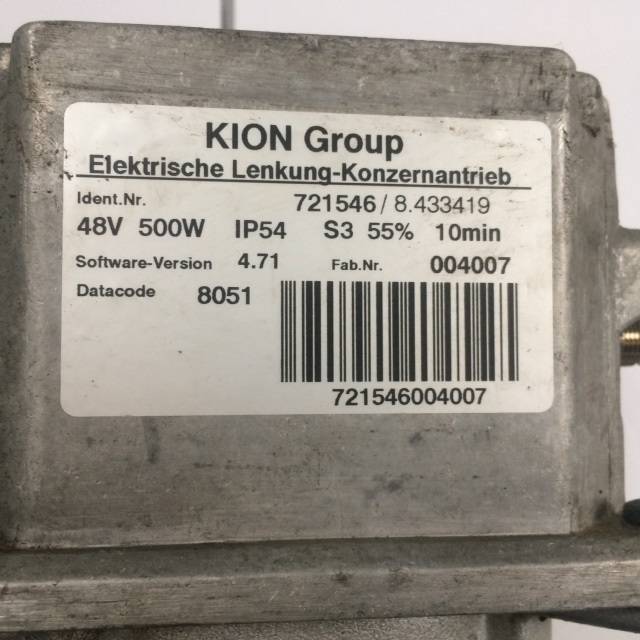 KION Group
Elektrische Lenkung-Konzernantrieb
Ident.Nr. 721546 / 8.433419
48V 500W IP54 S3 55% 10min
Software-Version 4.71 Fab.Nr. 004007
Datacode 8051
721546004007